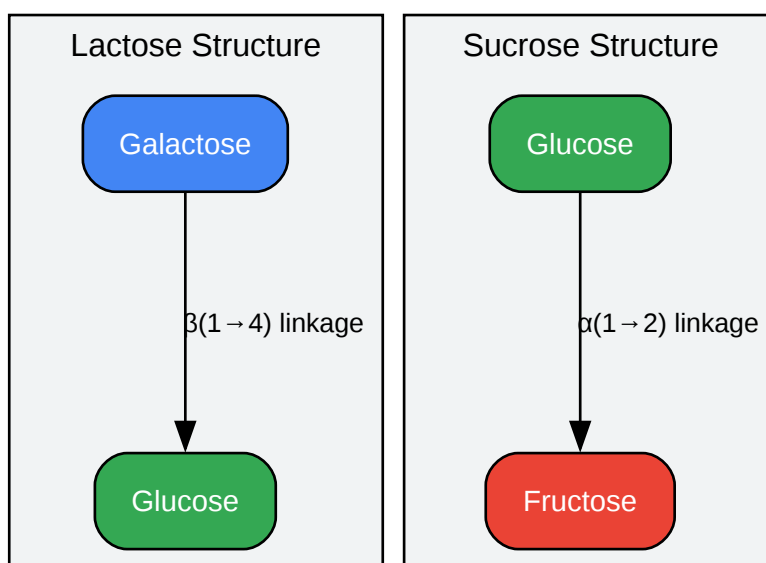 Lactose Structure
Galactose
β(1→4) linkage
Glucose
Sucrose Structure
Glucose
α(1→2) linkage
Fructose